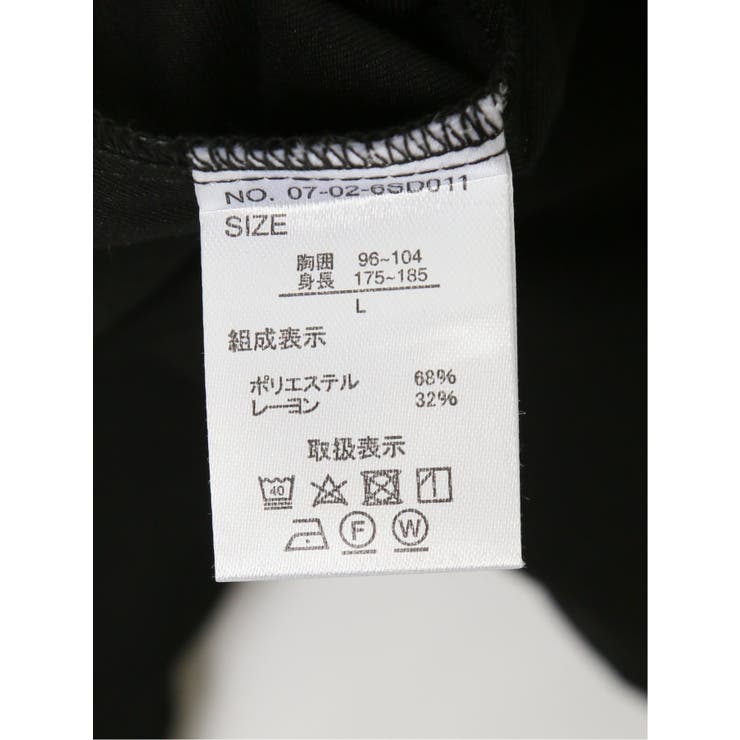 NO. 07-02-6SD011
SIZE
胸囲 96~104
身長 175~185
L
組成表示
ポリエステル 68%
レーヨン 32%
取扱表示
40
F W